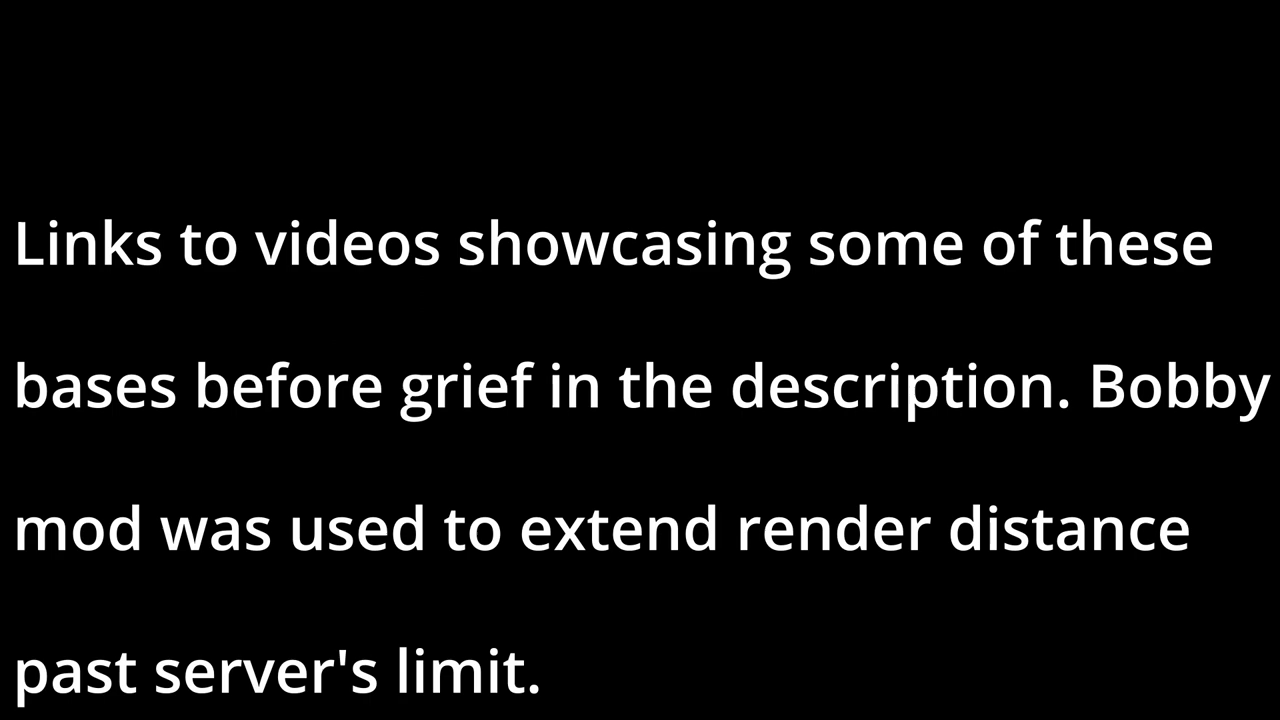 Links to videos showcasing some of these
bases before grief in the description. Bobby
mod was used to extend render distance
past server's limit.